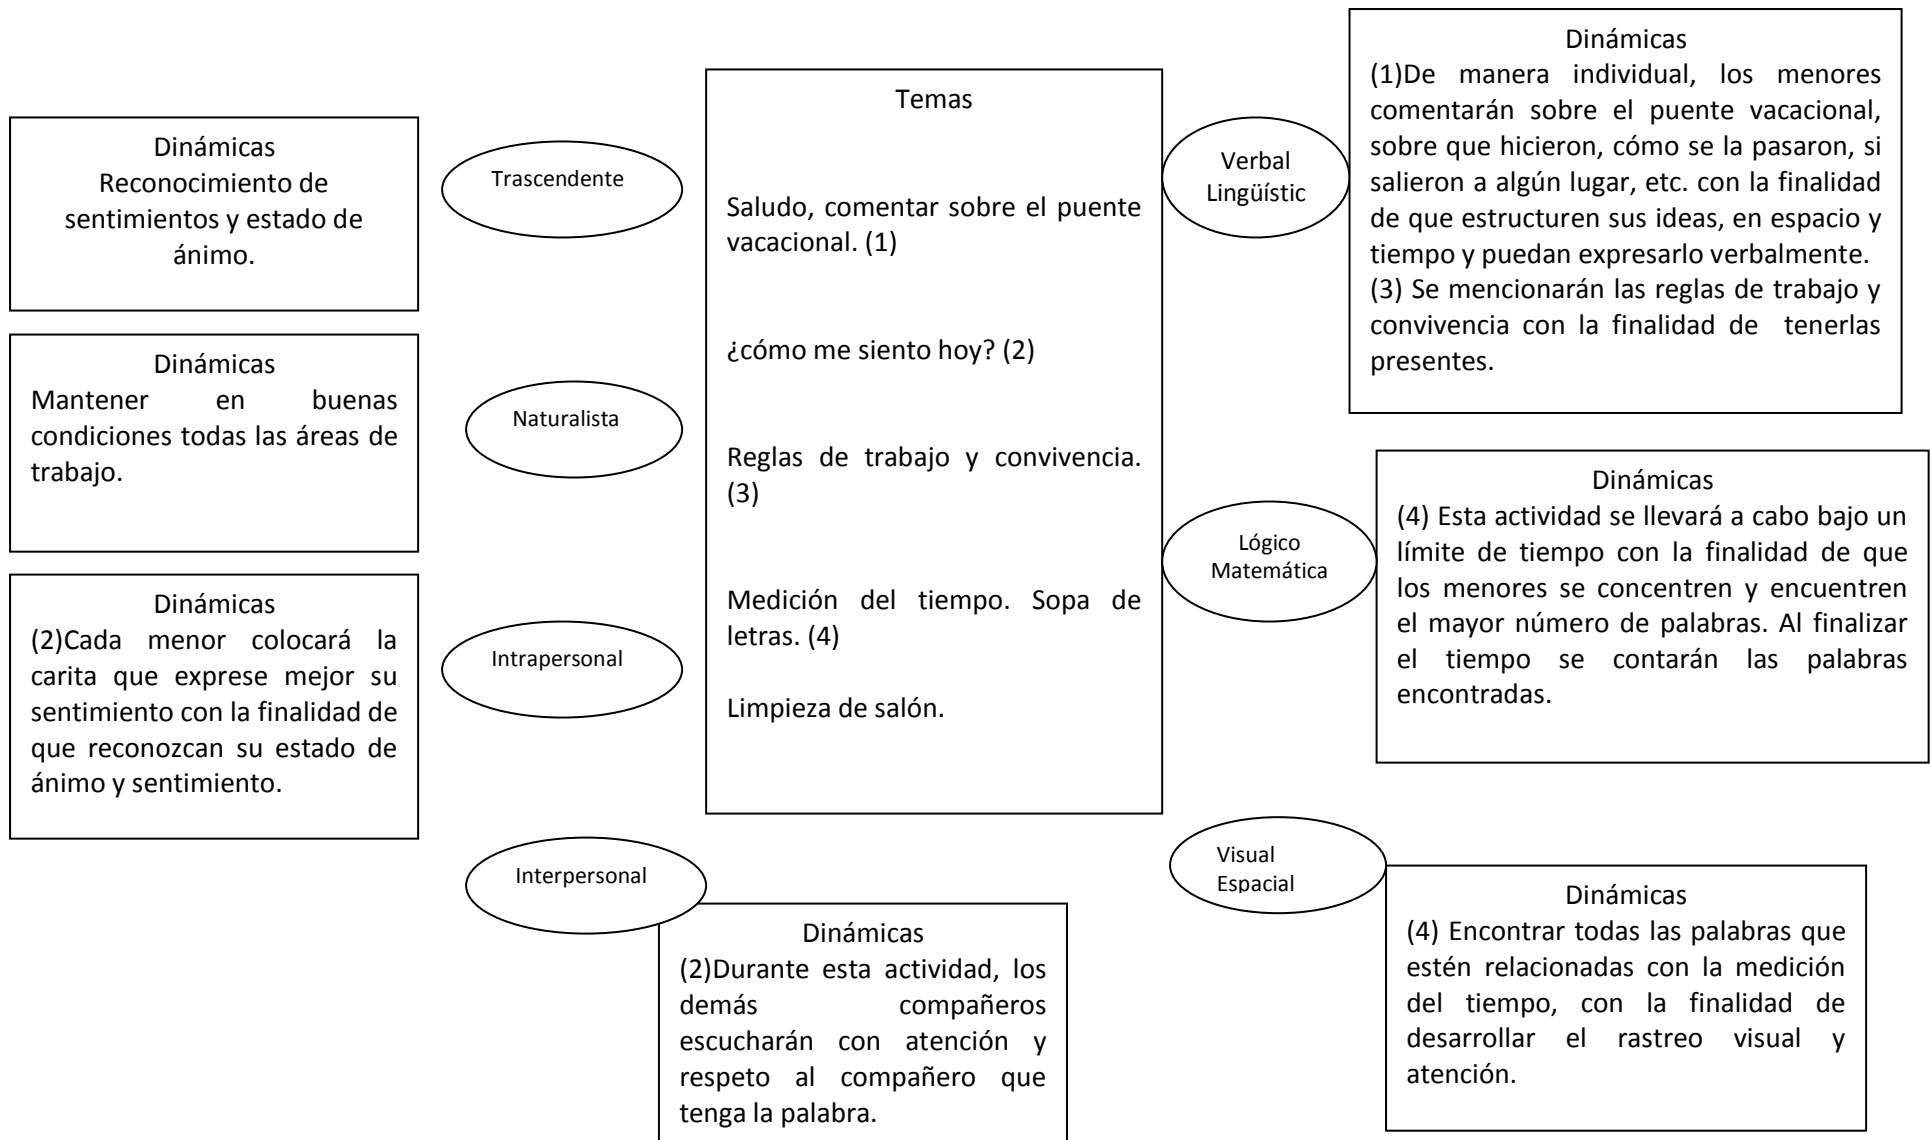 Dinámicas
Reconocimiento de
sentimientos y estado de
ánimo.
Trascendente
Dinámicas
Mantener en buenas
condiciones todas las áreas de
trabajo.
Naturalista
Dinámicas
(2)Cada menor colocará la
carita que exprese mejor su
sentimiento con la finalidad de
que reconozcan su estado de
ánimo y sentimiento.
Intrapersonal
Interpersonal
Dinámicas
(2)Durante esta actividad, los
demás compañeros
escucharán con atención y
respeto al compañero que
tenga la palabra.
Temas
Saludo, comentar sobre el puente
vacacional. (1)
¿cómo me siento hoy? (2)
Reglas de trabajo y convivencia.
(3)
Medición del tiempo. Sopa de
letras. (4)
Limpieza de salón.
Verbal
Lingüístic
Dinámicas
(1)De manera individual, los menores
comentarán sobre el puente vacacional,
sobre que hicieron, cómo se la pasaron, si
salieron a algún lugar, etc. con la finalidad
de que estructuren sus ideas, en espacio y
tiempo y puedan expresarlo verbalmente.
(3) Se mencionarán las reglas de trabajo y
convivencia con la finalidad de tenerlas
presentes.
Lógico
Matemática
Dinámicas
(4) Esta actividad se llevará a cabo bajo un
límite de tiempo con la finalidad de que
los menores se concentren y encuentren
el mayor número de palabras. Al finalizar
el tiempo se contarán las palabras
encontradas.
Visual
Espacial
Dinámicas
(4) Encontrar todas las palabras que
estén relacionadas con la medición
del tiempo, con la finalidad de
desarrollar el rastreo visual y
atención.